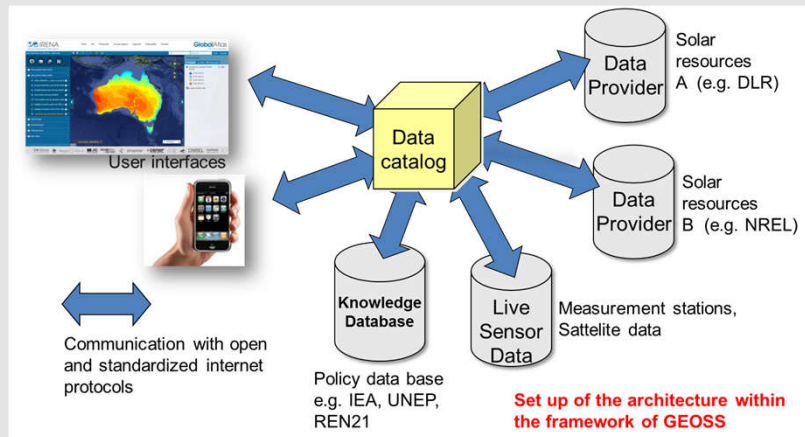 IRENA
GlobalAtlas
User interfaces
Data
catalog
Data
Provider
Solar
resources
A (e.g. DLR)
Data
Provider
Solar
resources
B (e.g. NREL)
Knowledge
Database
Live
Sensor
Data
Measurement stations,
Sattelite data
Communication with open
and standardized internet
protocols
Policy data base
e.g. IEA, UNEP,
REN21
Set up of the architecture within
the framework of GEOSS